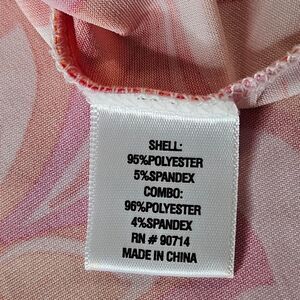 SHELL:
95%POLYESTER
5%SPANDEX
COMBO:
96%POLYESTER
4%SPANDEX
RN # 90714
MADE IN CHINA